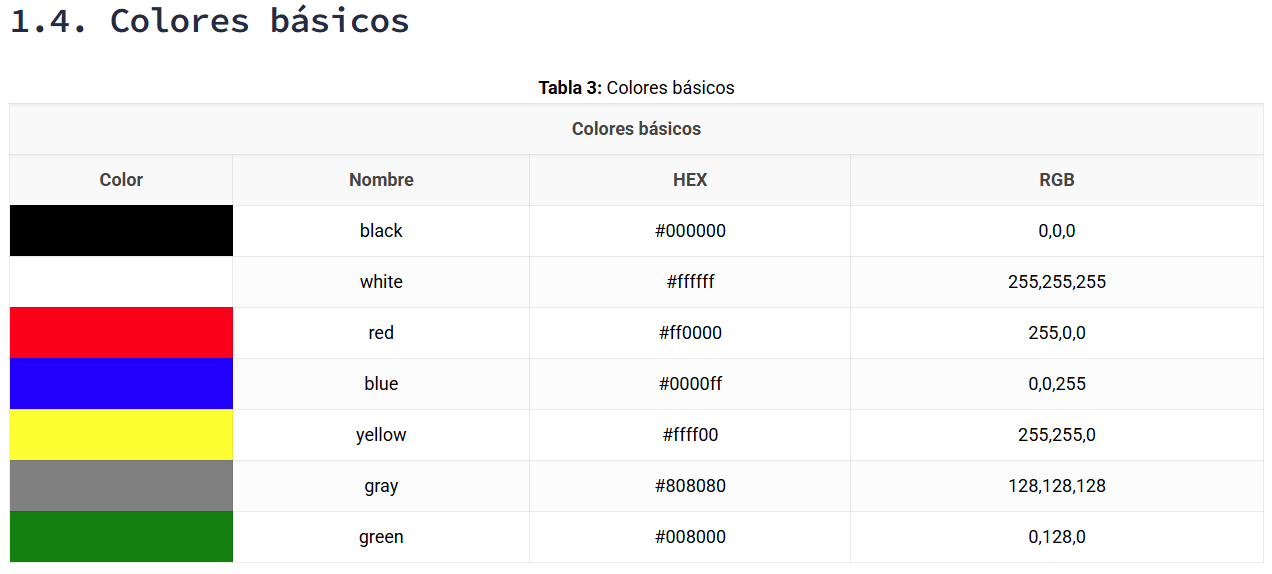 1.4. Colores básicos
Tabla 3: Colores básicos
Colores básicos
Color Nombre HEX RGB
black #000000 0,0,0
white #ffffff 255,255,255
red #ff0000 255,0,0
blue #0000ff 0,0,255
yellow #ffff00 255,255,0
gray #808080 128,128,128
green #008000 0,128,0